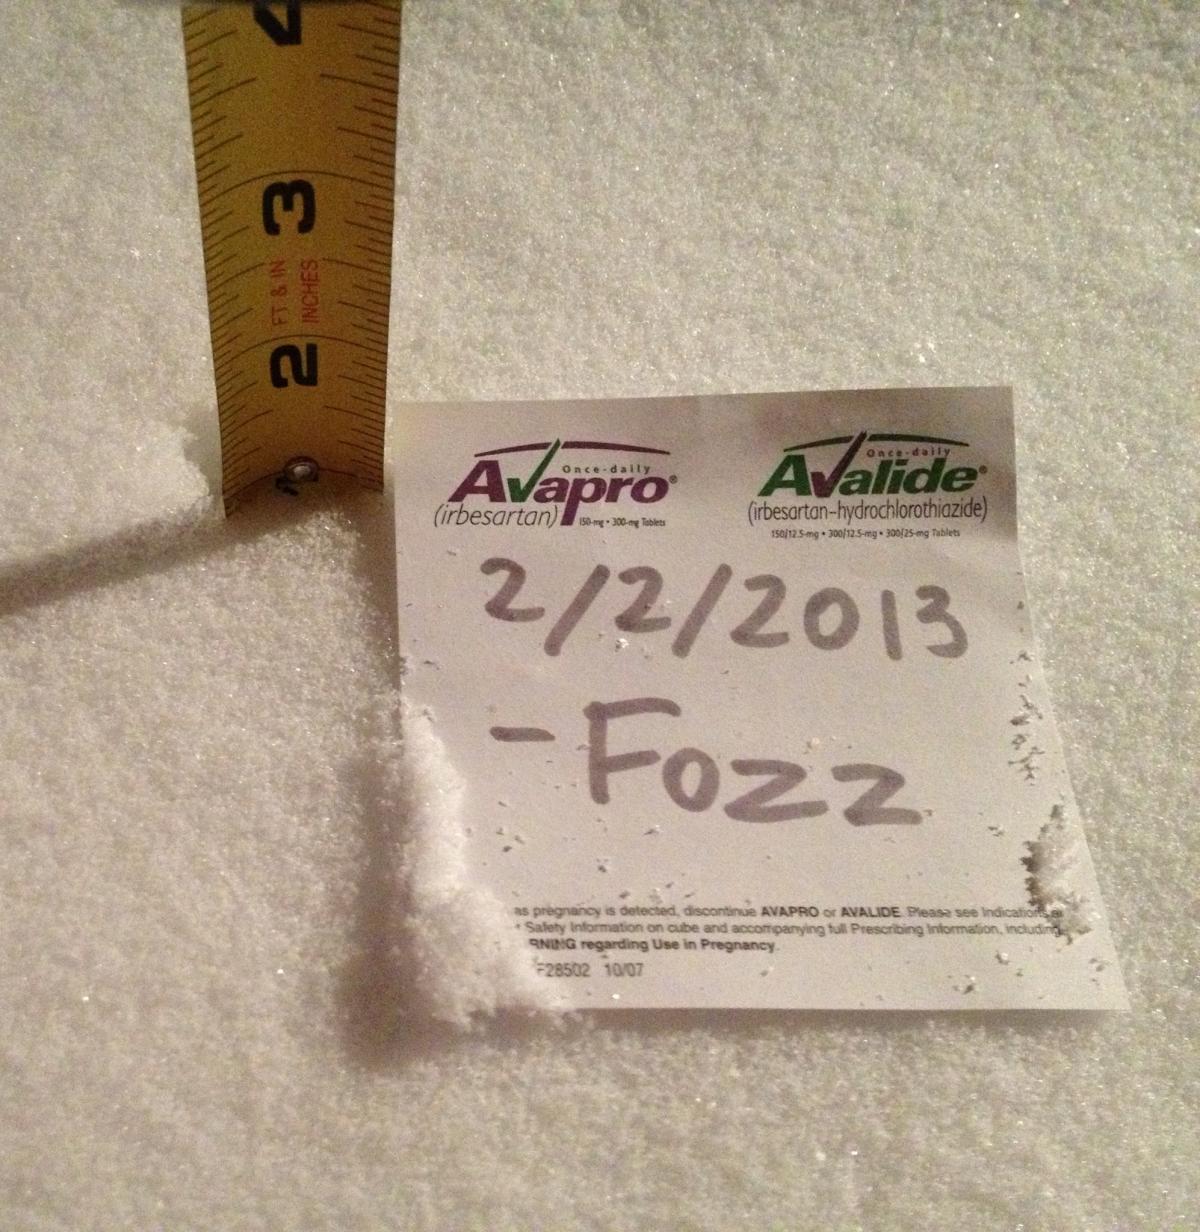 4
3
FT & IN
INCHES
2
1
Once-daily
Avapro®
(irbesartan)
150-mg • 300-mg Tablets
Once-daily
Avalide®
(irbesartan-hydrochlorothiazide)
150/12.5-mg • 300/12.5-mg • 300/25-mg Tablets
2/2/2013
- Fozz
as pregnancy is detected, discontinue AVAPRO or AVALIDE. Please see Indications
Safety Information on cube and accompanying full Prescribing Information, including
RNING regarding Use in Pregnancy.
F28502 10/07